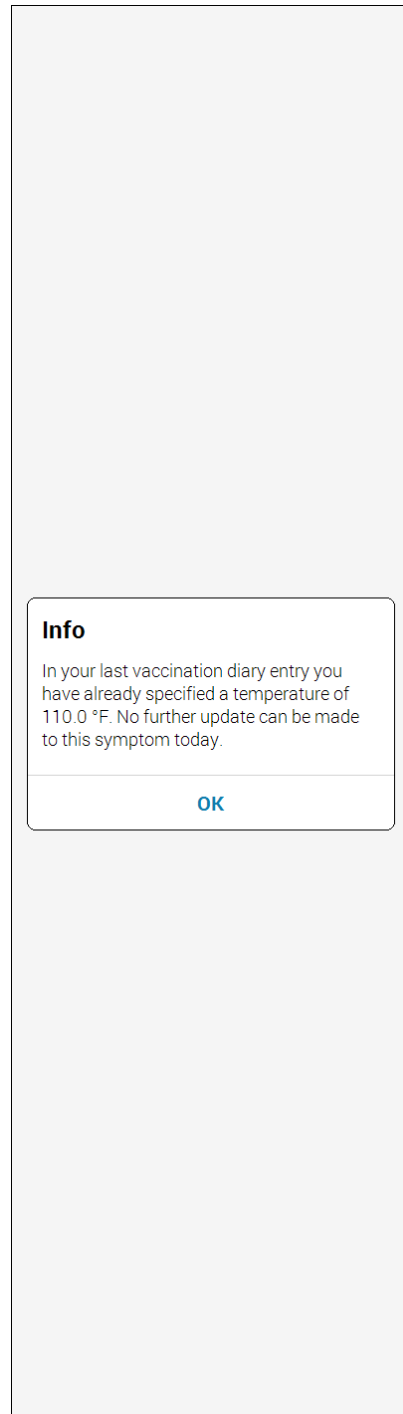 Info
In your last vaccination diary entry you
have already specified a temperature of
110.0 °F. No further update can be made
to this symptom today.
OK